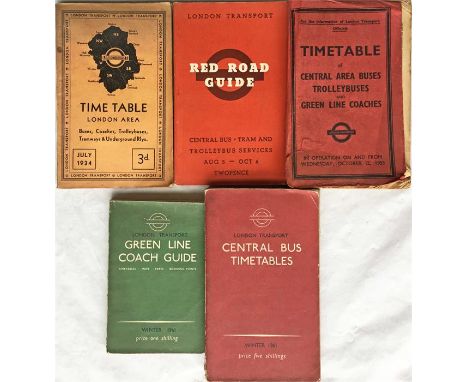 TIME TABLE
LONDON AREA
Buses, Coaches, Trolleybuses,
Tramways & Underground Rlys.
JULY
1934
3d.
LONDON TRANSPORT
LONDON TRANSPORT
RED ROAD
GUIDE
CENTRAL BUS · TRAM AND
TROLLEYBUS SERVICES
AUG 5 — OCT 6
TWOPENCE
For the Information of London Transport
Officials
TIMETABLE
of
CENTRAL AREA BUSES
TROLLEYBUSES
and
GREEN LINE COACHES
IN OPERATION ON AND FROM
WEDNESDAY, OCTOBER
LONDON TRANSPORT
GREEN LINE
COACH GUIDE
WINTER 1961
price one shilling
LONDON TRANSPORT
CENTRAL BUS
TIMETABLES
WINTER 1961
price five shillings